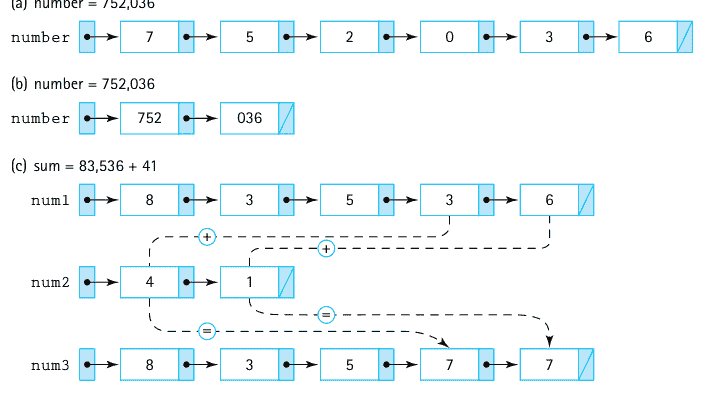 (a) number = 752,036
number 7 5 2 0 3 6
(b) number = 752,036
number 752 036
(c) sum = 83,536 + 41
num1 8 3 5 3 6
+
+
num2 4 1
=
=
num3 8 3 5 7 7